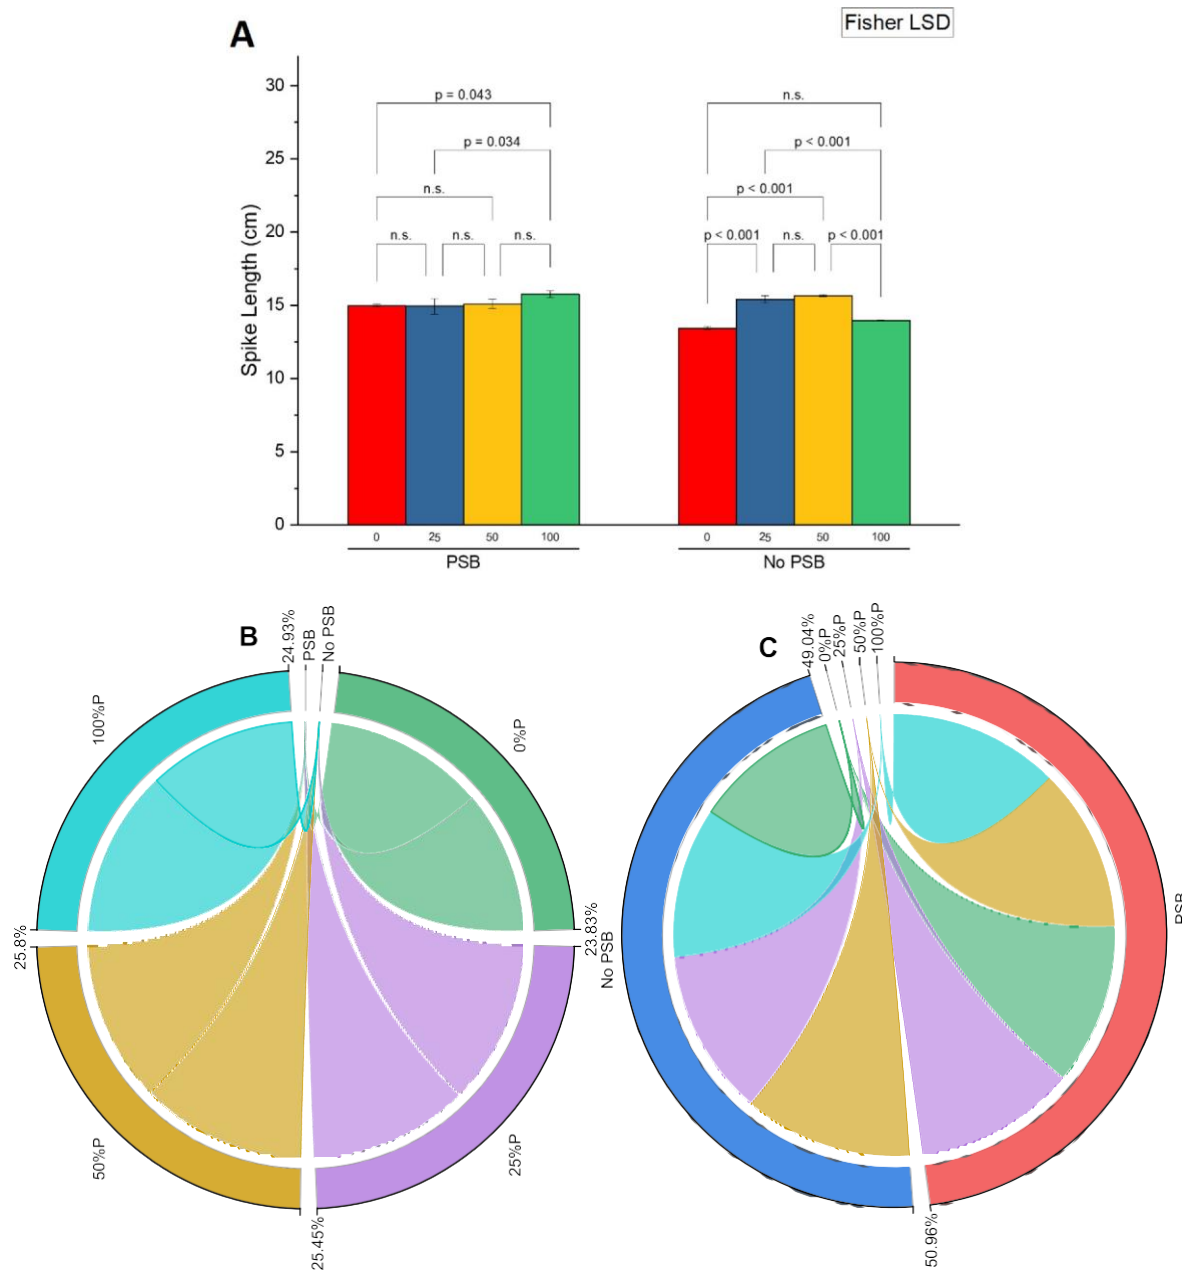 A
Fisher LSD
Spike Length (cm)
30
25
20
15
10
5
0
p = 0.043
p = 0.034
n.s.
n.s.
n.s.
n.s.
n.s.
p < 0.001
p < 0.001
p < 0.001
n.s.
p < 0.001
0
25
50
100
0
25
50
100
PSB
No PSB
B
24.93%
PSB
No PSB
100%P
0%P
25.8%
23.83%
50%P
25%P
25.45%
C
49.04%
0%P
25%P
50%P
100%P
No PSB
PSB
50.96%